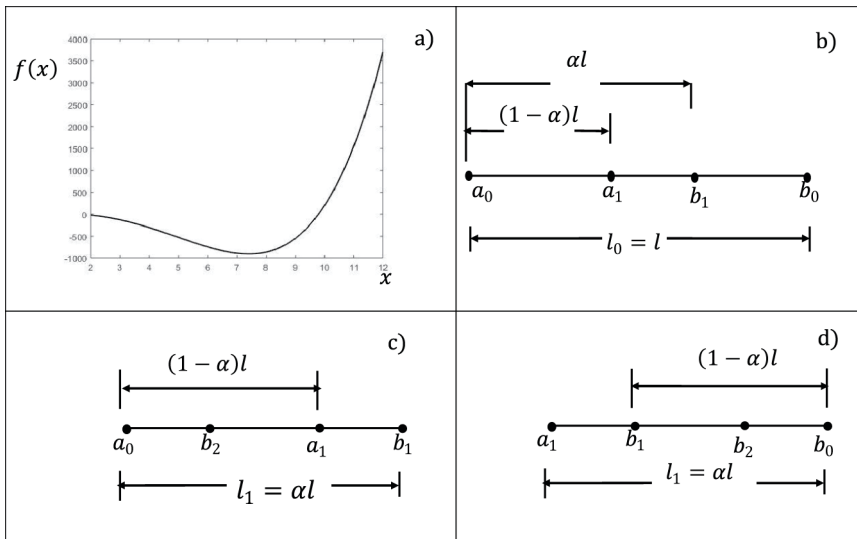 a)
f(x)
4000
3500
3000
2500
2000
1500
1000
500
0
-500
-1000
2 3 4 5 6 7 8 9 10 11 12
x
b)
αl
(1 − α)l
a₀ a₁ b₁ b₀
l₀ = l
c)
(1 − α)l
a₀ b₂ a₁ b₁
l₁ = αl
d)
(1 − α)l
a₁ b₁ b₂ b₀
l₁ = αl